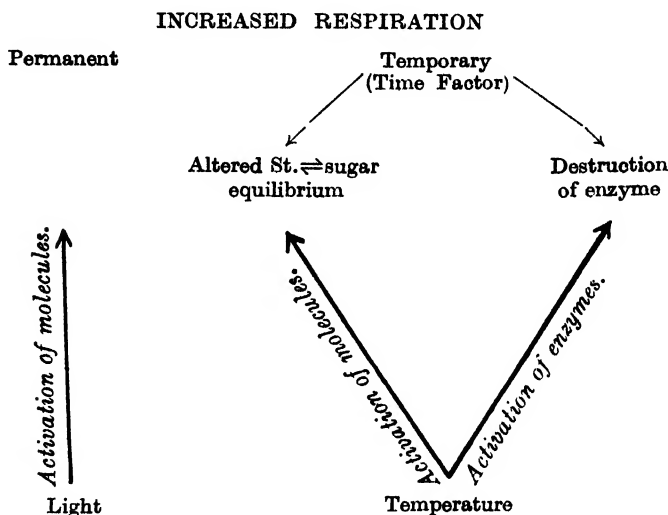 INCREASED RESPIRATION
Permanent
Temporary
(Time Factor)
Altered St.⇌sugar
equilibrium
Destruction
of enzyme
Activation of molecules.
Activation of molecules.
Activation of enzymes.
Light
Temperature